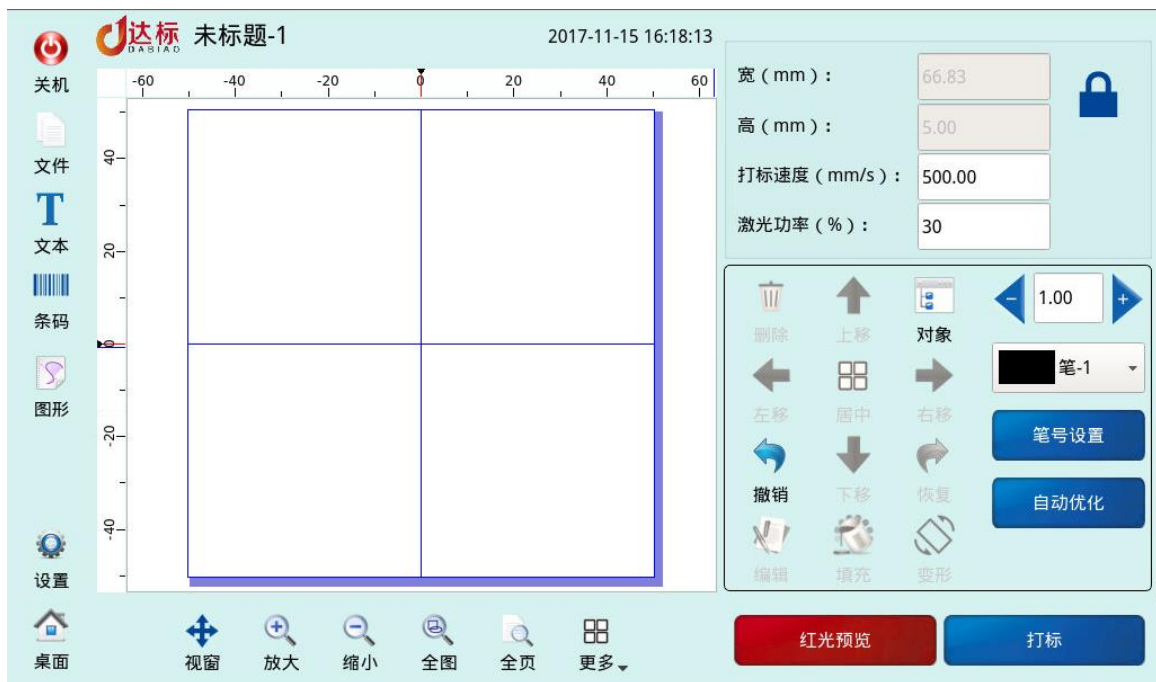 达标 未标题-1
DABIAO
2017-11-15 16:18:13
关机
文件
文本
条码
图形
设置
桌面
-60 -40 -20 0 20 40 60
40
20
0
-20
-40
宽（mm）： 66.83
高（mm）： 5.00
打标速度（mm/s）： 500.00
激光功率（%）： 30
删除 上移 对象
左移 居中 右移
撤销 下移 恢复
编辑 填充 变形
- 1.00 +
笔-1
笔号设置
自动优化
视窗 放大 缩小 全图 全页 更多
红光预览 打标